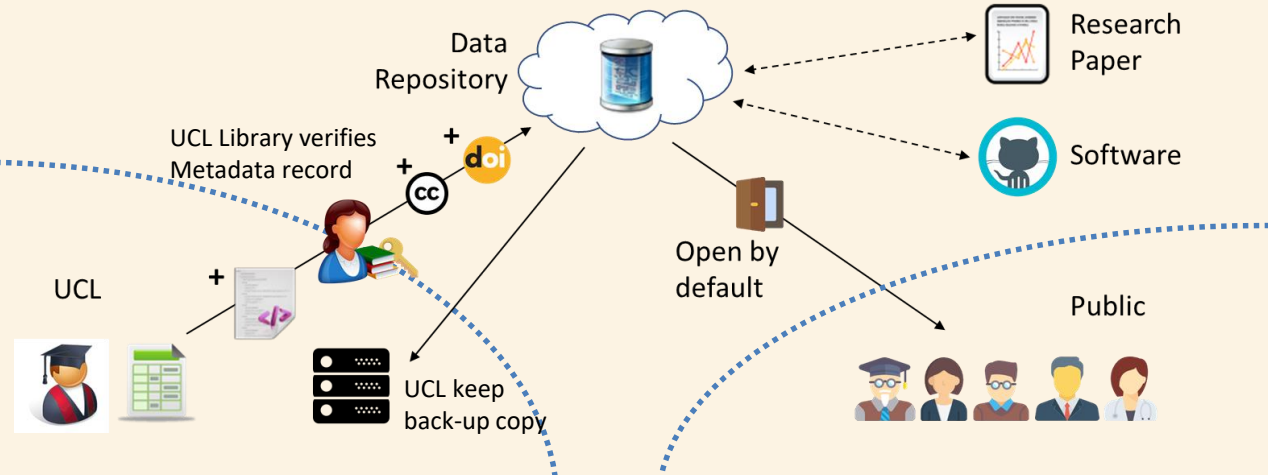 Data
Repository
Research
Paper
Software
UCL Library verifies
Metadata record
+
+
doi
cc
+
UCL
Open by
default
Public
UCL keep
back-up copy